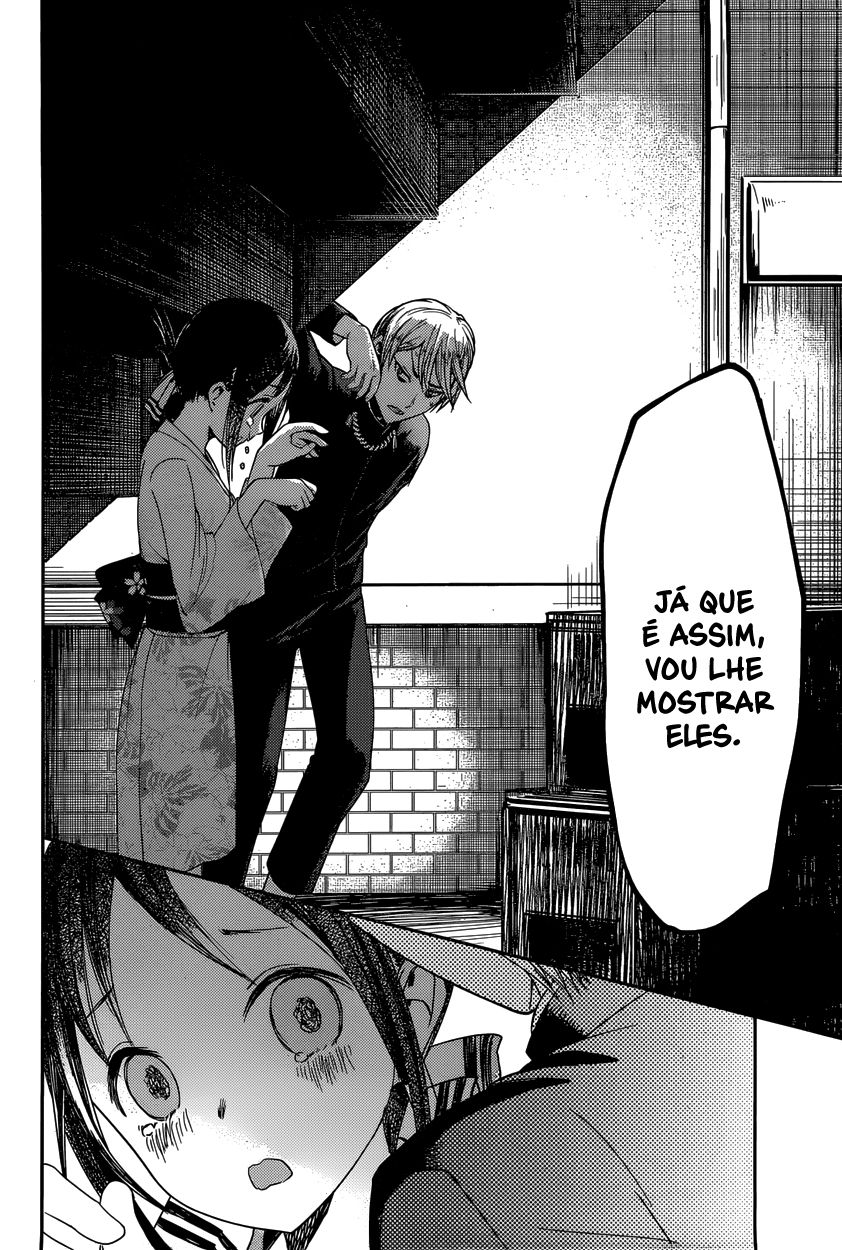 JÁ QUE
É ASSIM,
VOU LHE
MOSTRAR
ELES.